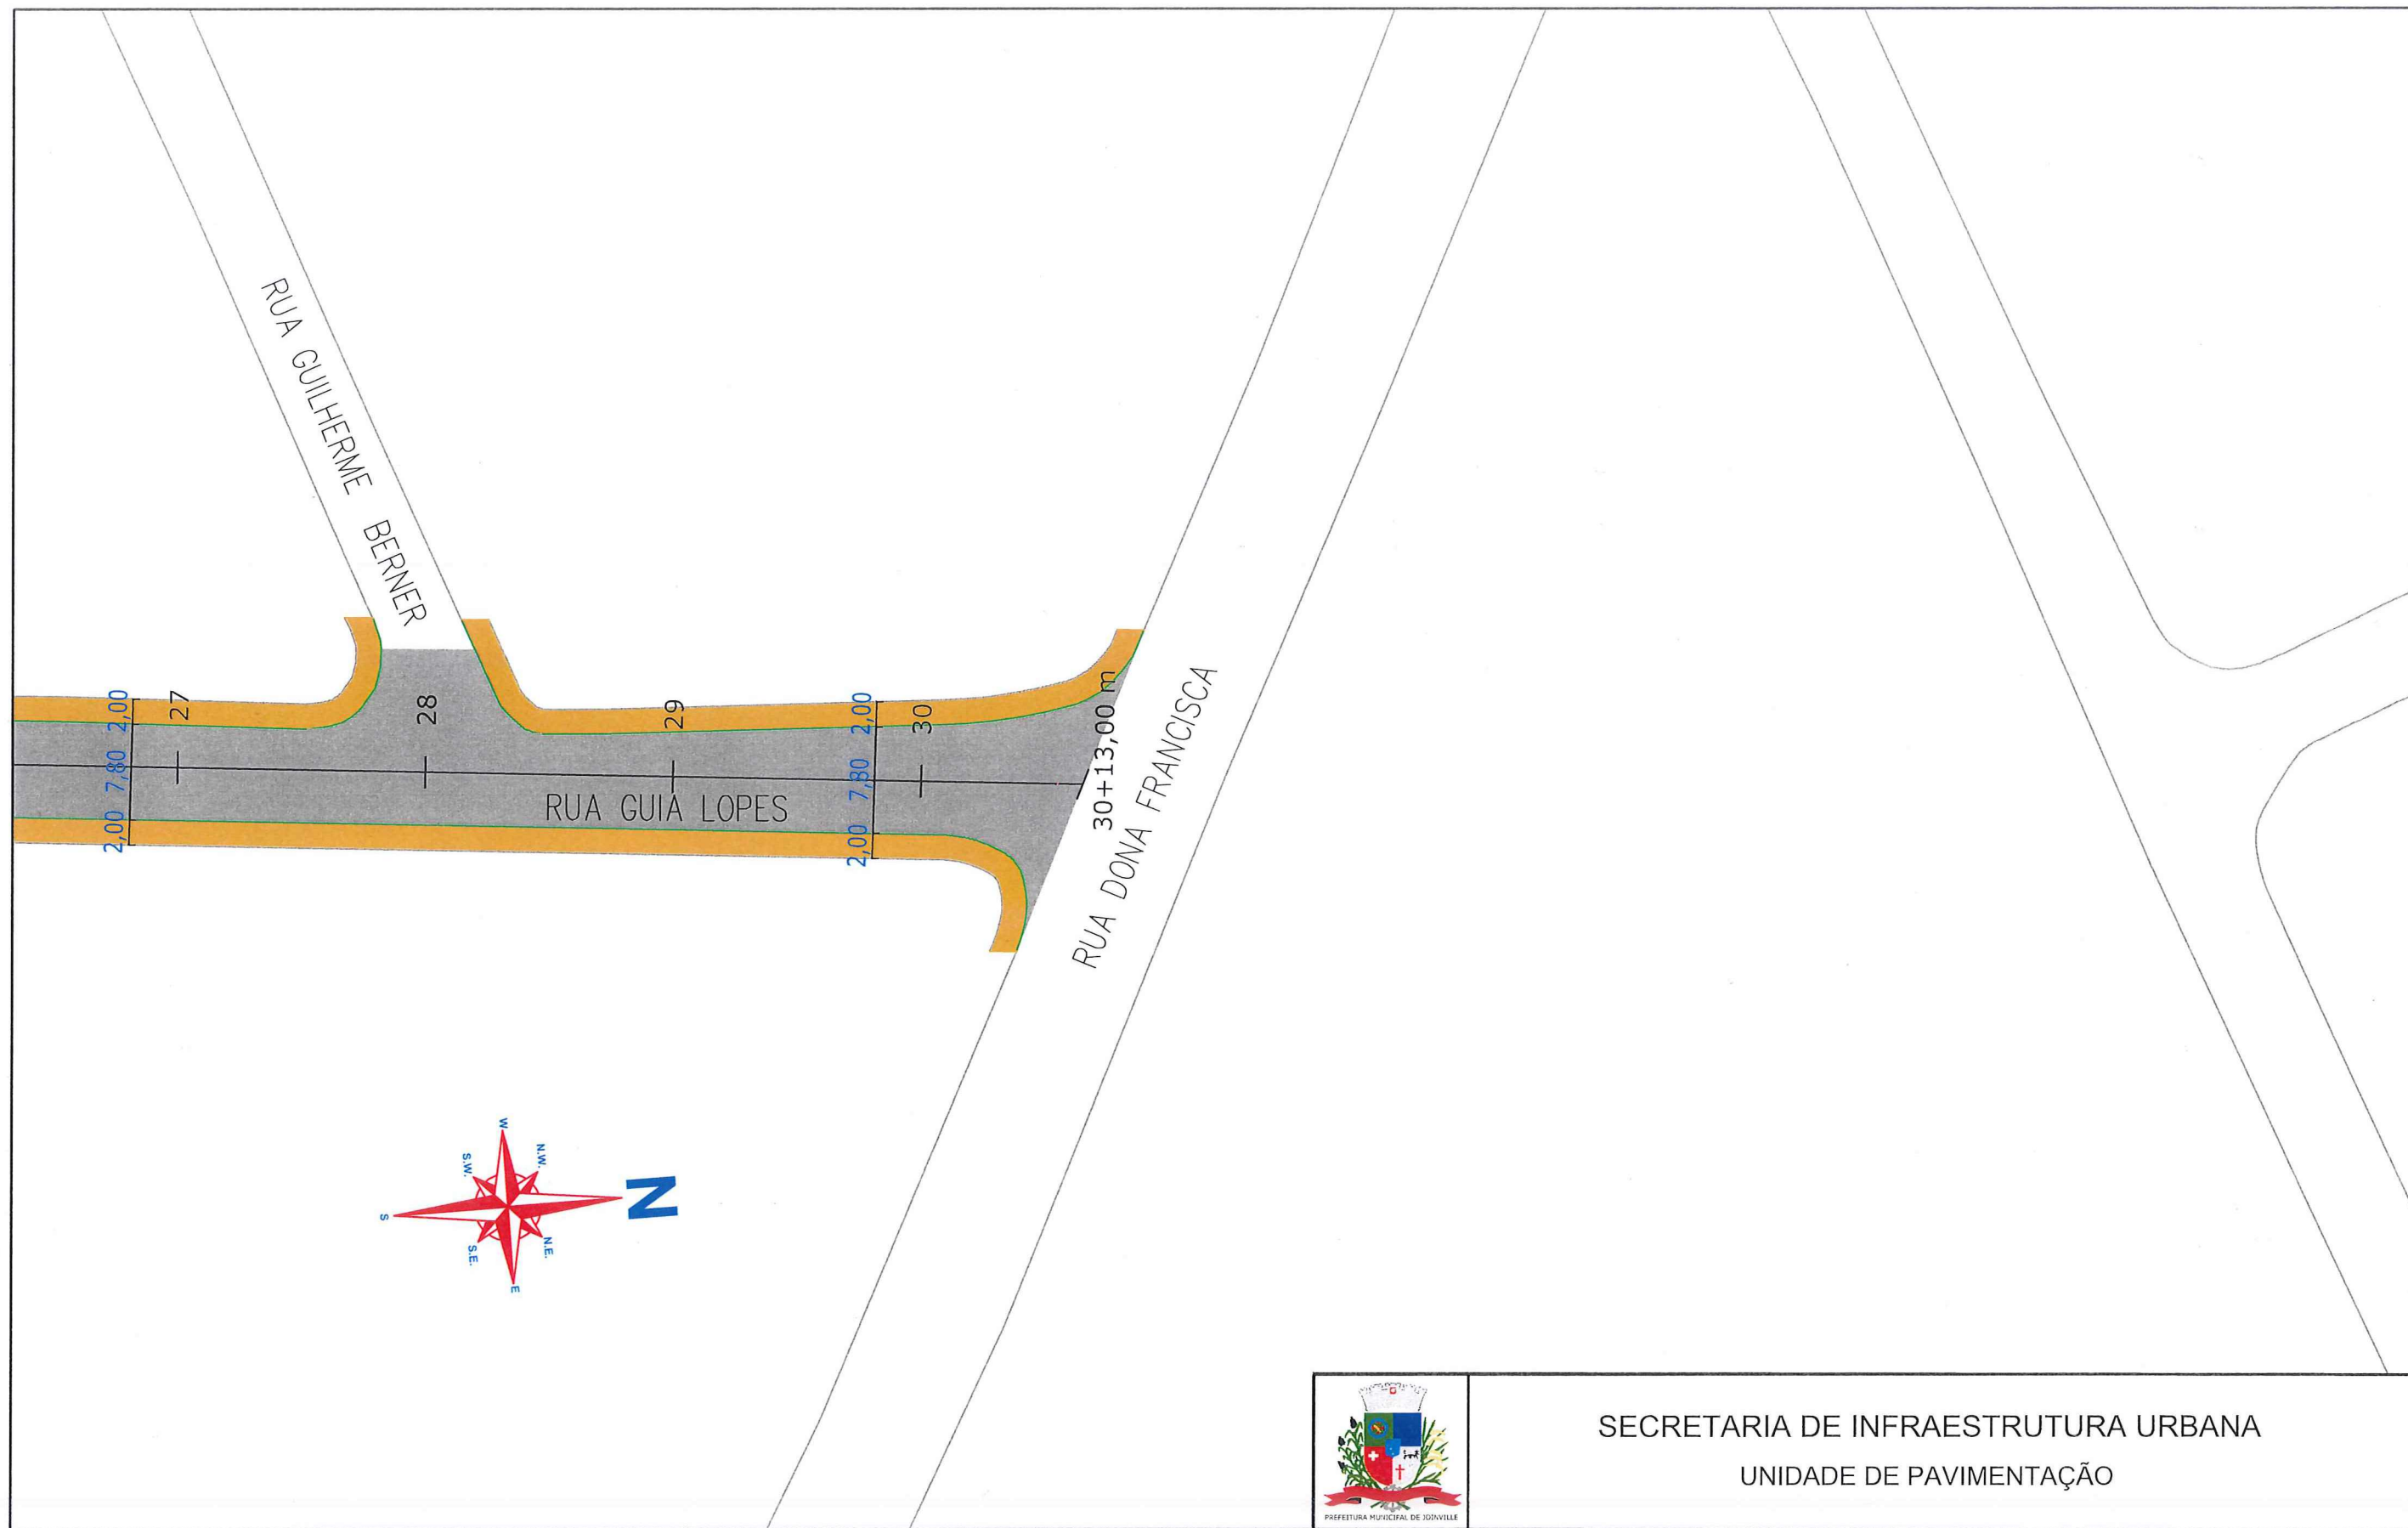 RUA GUILHERME BERNER
2,00
7,80
2,00
27
28
29
2,00
7,80
2,00
30
30+13,00 m
RUA GUIA LOPES
RUA DONA FRANCISCA
W
N.W.
S.W.
N
S
S.E.
N.E.
E
SECRETARIA DE INFRAESTRUTURA URBANA
UNIDADE DE PAVIMENTAÇÃO
PREFEITURA MUNICIPAL DE JOINVILLE